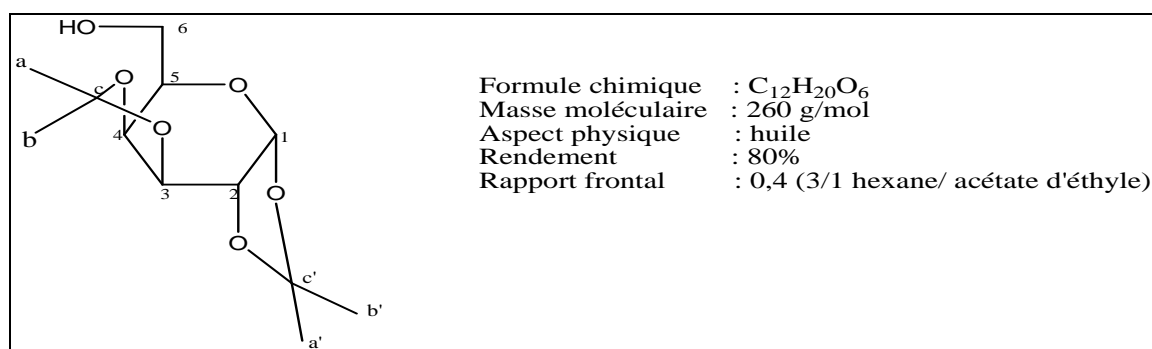 HO
6
a
O
5
c
O
b
O
4
1
3
2
O
O
c'
b'
a'
Formule chimique : C₁₂H₂₀O₆
Masse moléculaire : 260 g/mol
Aspect physique : huile
Rendement : 80%
Rapport frontal : 0,4 (3/1 hexane/ acétate d'éthyle)